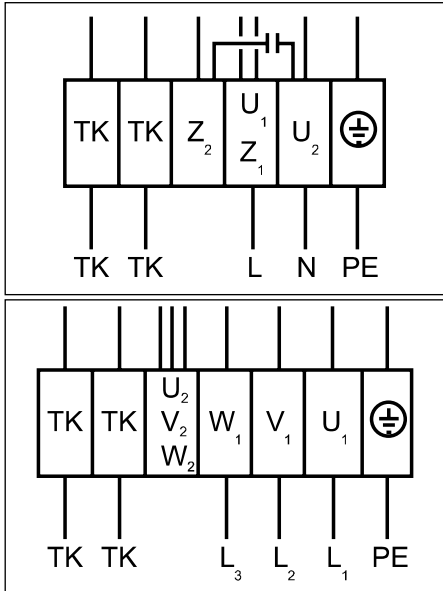 TK TK Z₂ U₁ U₂
Z₁
TK TK L N PE
U₂
TK TK V₂ W₁ V₁ U₁
W₂
TK TK L₃ L₂ L₁ PE